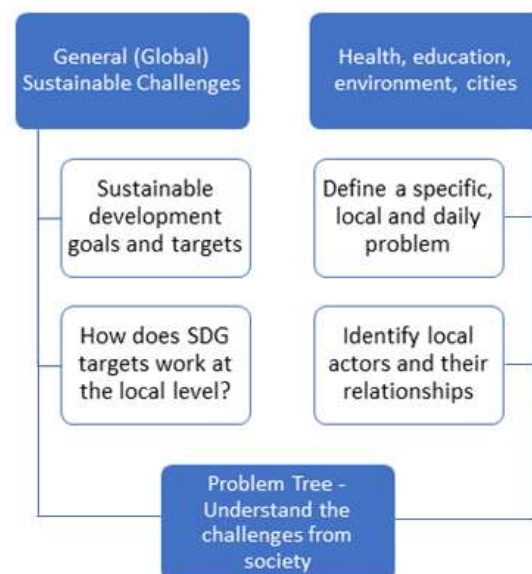 General (Global)
Sustainable Challenges
Sustainable
development
goals and targets
How does SDG
targets work at
the local level?
Health, education,
environment, cities
Define a specific,
local and daily
problem
Identify local
actors and their
relationships
Problem Tree -
Understand the
challenges from
society